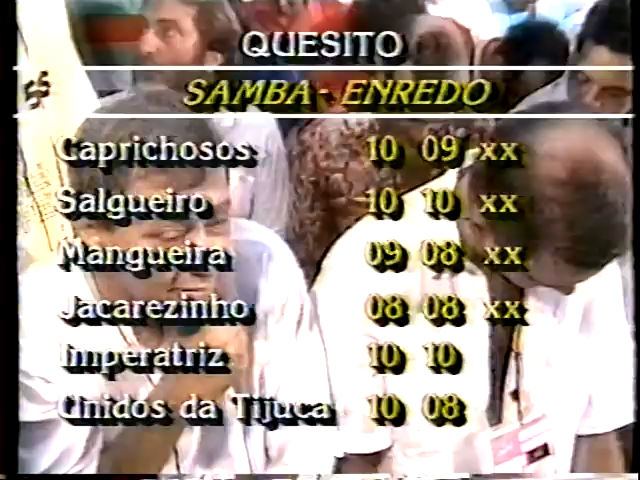 QUESITO
SAMBA-ENREDO
Caprichosos 10 09 xx
Salgueiro 10 10 xx
Mangueira 09 08 xx
Jacarezinho 08 08 xx
Imperatriz 10 10
Unidos da Tijuca 10 08